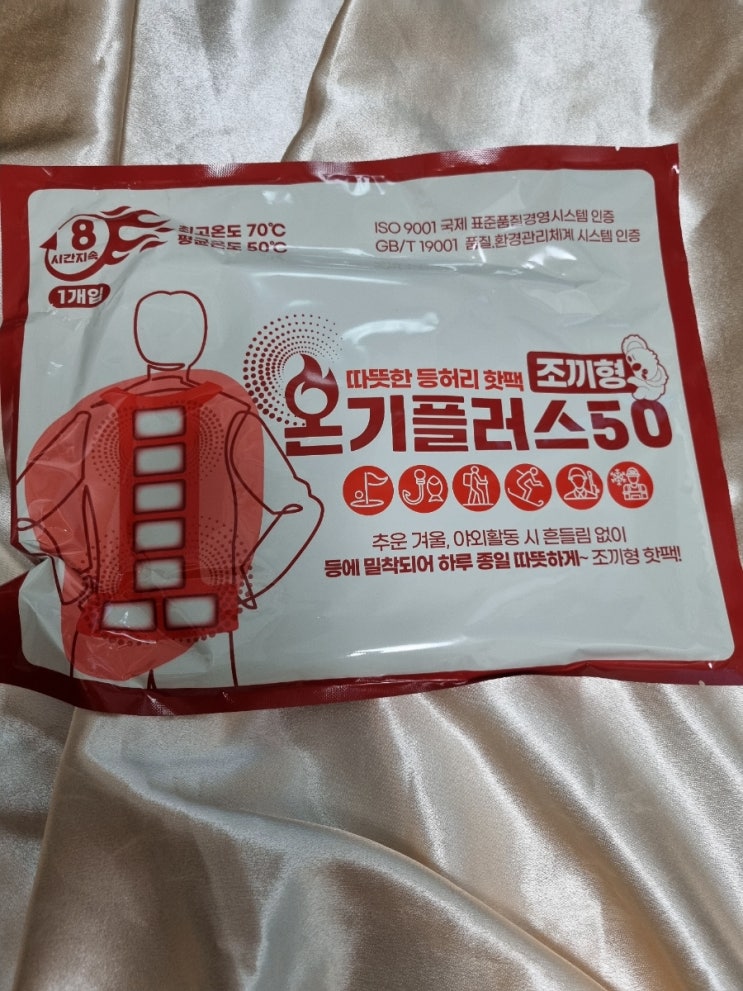 8
시간지속
최고온도 70℃
평균온도 50℃
1개입
ISO 9001 국제 표준품질경영시스템 인증
GB/T 19001 품질,환경관리체계 시스템 인증
따뜻한 등허리 핫팩 조끼형
온기플러스50
추운 겨울, 야외활동 시 흔들림 없이
등에 밀착되어 하루 종일 따뜻하게~ 조끼형 핫팩!